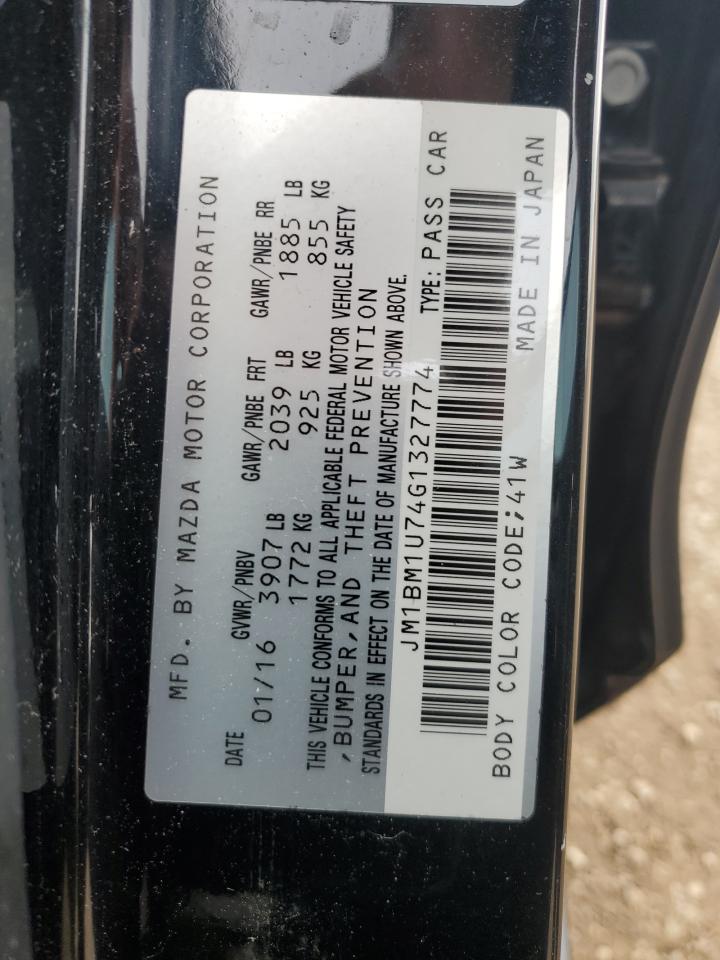 MFD. BY MAZDA MOTOR CORPORATION
DATE GVWR/PNBV GAWR/PNBE FRT GAWR/PNBE RR
01/16 3907 LB 2039 LB 1885 LB
1772 KG 925 KG 855 KG
THIS VEHICLE CONFORMS TO ALL APPLICABLE FEDERAL MOTOR VEHICLE SAFETY
,BUMPER,AND THEFT PREVENTION
STANDARDS IN EFFECT ON THE DATE OF MANUFACTURE SHOWN ABOVE.
JM1BM1U74G1327774 TYPE: PASS CAR
BODY COLOR CODE;41W MADE IN JAPAN